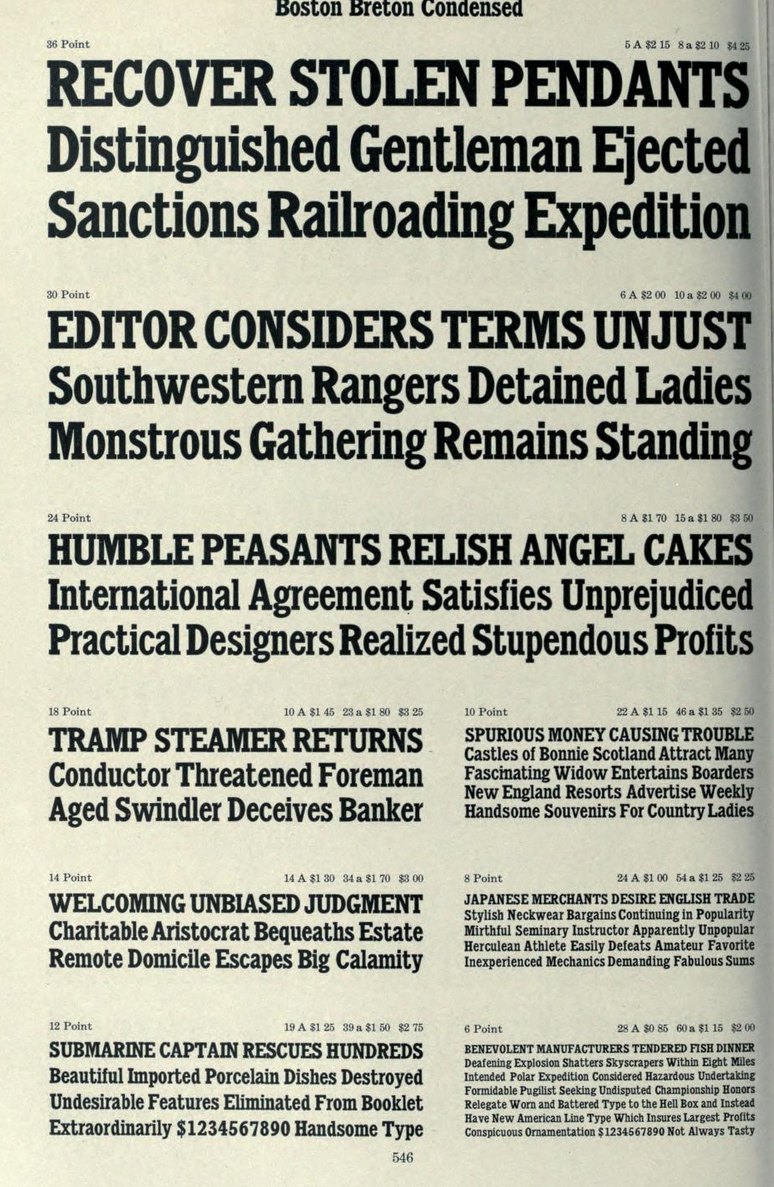 Boston Breton Condensed
36 Point 5 A $2 15 8 a $2 10 $4 25
RECOVER STOLEN PENDANTS
Distinguished Gentleman Ejected
Sanctions Railroading Expedition
30 Point 6 A $2 00 10 a $2 00 $4 00
EDITOR CONSIDERS TERMS UNJUST
Southwestern Rangers Detained Ladies
Monstrous Gathering Remains Standing
24 Point 8 A $1 70 15 a $1 80 $3 50
HUMBLE PEASANTS RELISH ANGEL CAKES
International Agreement Satisfies Unprejudiced
Practical Designers Realized Stupendous Profits
18 Point 10 A $1 45 23 a $1 80 $3 25
TRAMP STEAMER RETURNS
Conductor Threatened Foreman
Aged Swindler Deceives Banker
14 Point 14 A $1 30 34 a $1 70 $3 00
WELCOMING UNBIASED JUDGMENT
Charitable Aristocrat Bequeaths Estate
Remote Domicile Escapes Big Calamity
12 Point 19 A $1 25 39 a $1 50 $2 75
SUBMARINE CAPTAIN RESCUES HUNDREDS
Beautiful Imported Porcelain Dishes Destroyed
Undesirable Features Eliminated From Booklet
Extraordinarily $1234567890 Handsome Type
10 Point 22 A $1 15 46 a $1 35 $2 50
SPURIOUS MONEY CAUSING TROUBLE
Castles of Bonnie Scotland Attract Many
Fascinating Widow Entertains Boarders
New England Resorts Advertise Weekly
Handsome Souvenirs For Country Ladies
8 Point 24 A $1 00 54 a $1 25 $2 25
JAPANESE MERCHANTS DESIRE ENGLISH TRADE
Stylish Neckwear Bargains Continuing in Popularity
Mirthful Seminary Instructor Apparently Unpopular
Herculean Athlete Easily Defeats Amateur Favorite
Inexperienced Mechanics Demanding Fabulous Sums
6 Point 28 A $0 85 60 a $1 15 $2 00
BENEVOLENT MANUFACTURERS TENDERED FISH DINNER
Deafening Explosion Shatters Skyscrapers Within Eight Miles
Intended Polar Expedition Considered Hazardous Undertaking
Formidable Pugilist Seeking Undisputed Championship Honors
Relegate Worn and Battered Type to the Hell Box and Instead
Have New American Line Type Which Insures Largest Profits
Conspicuous Ornamentation $1234567890 Not Always Tasty
546